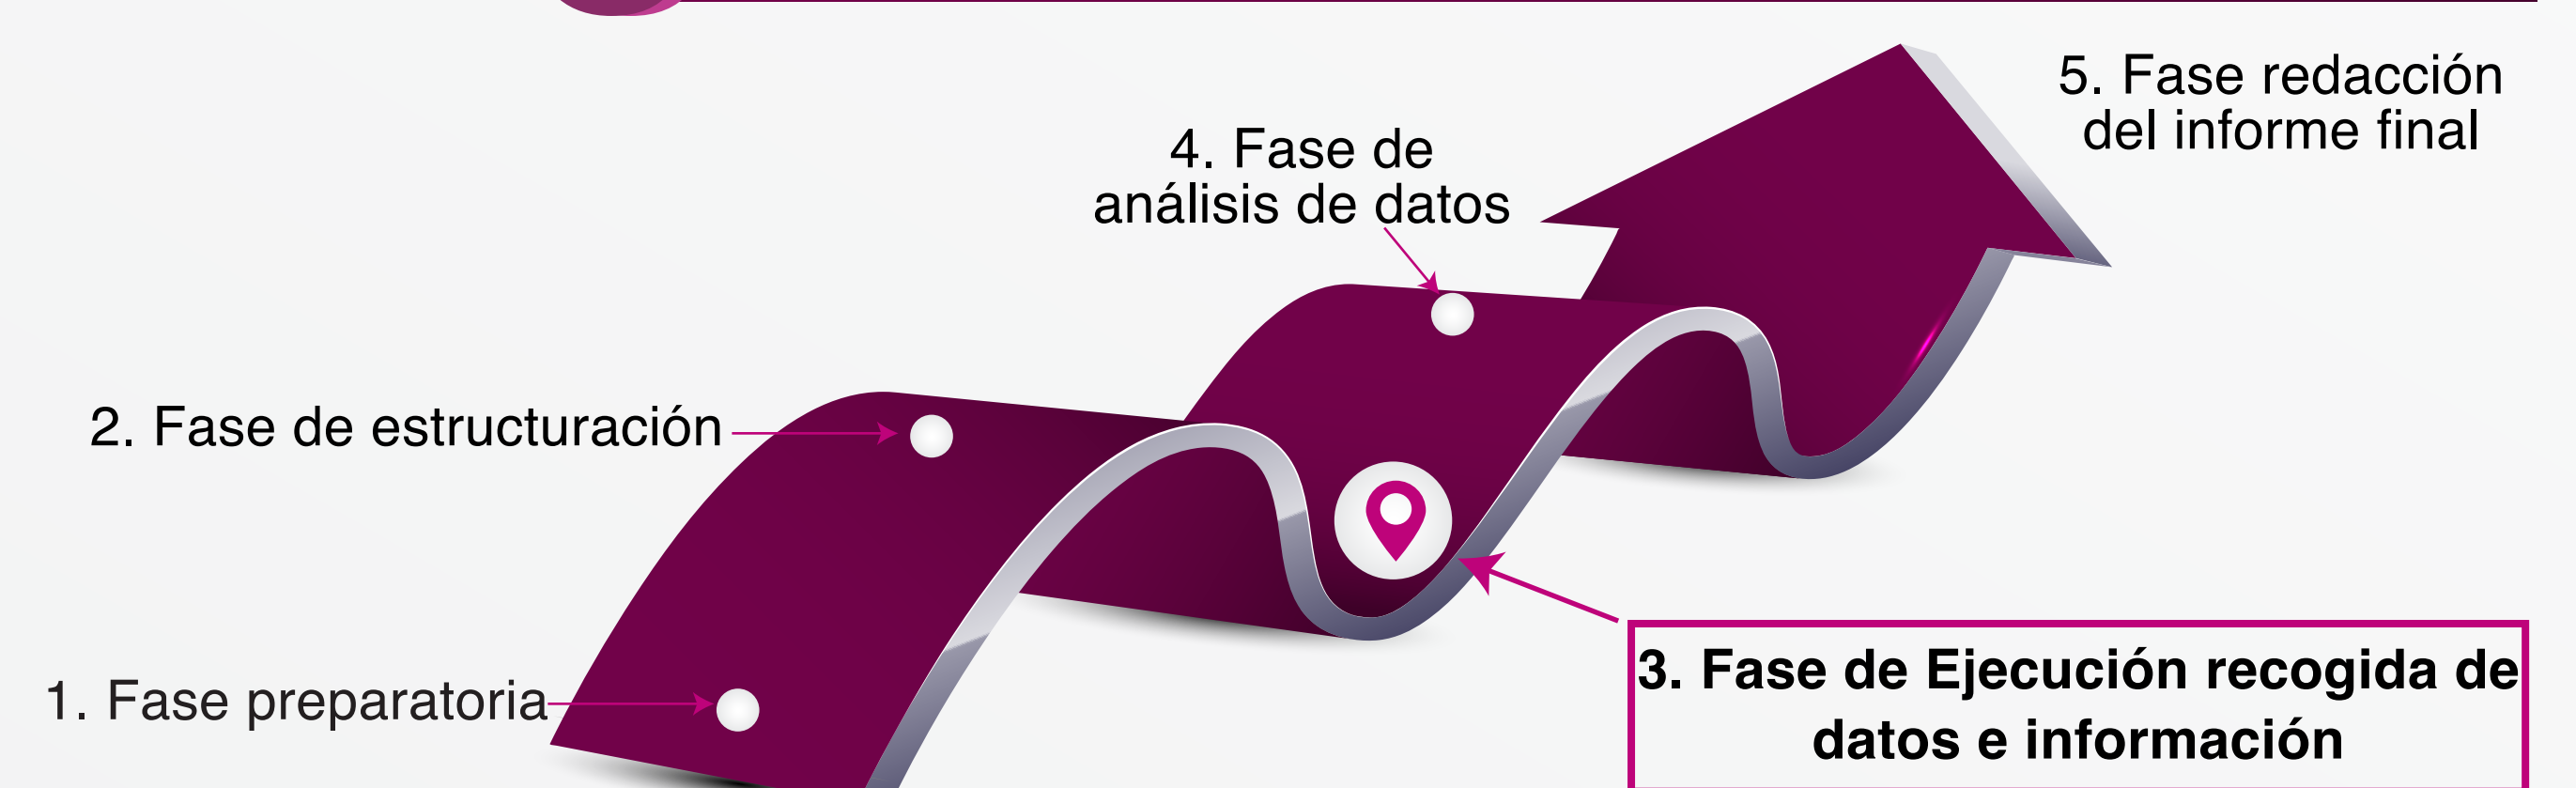 1. Fase preparatoria
2. Fase de estructuración
3. Fase de Ejecución recogida de
datos e información
4. Fase de
análisis de datos
5. Fase redacción
del informe final